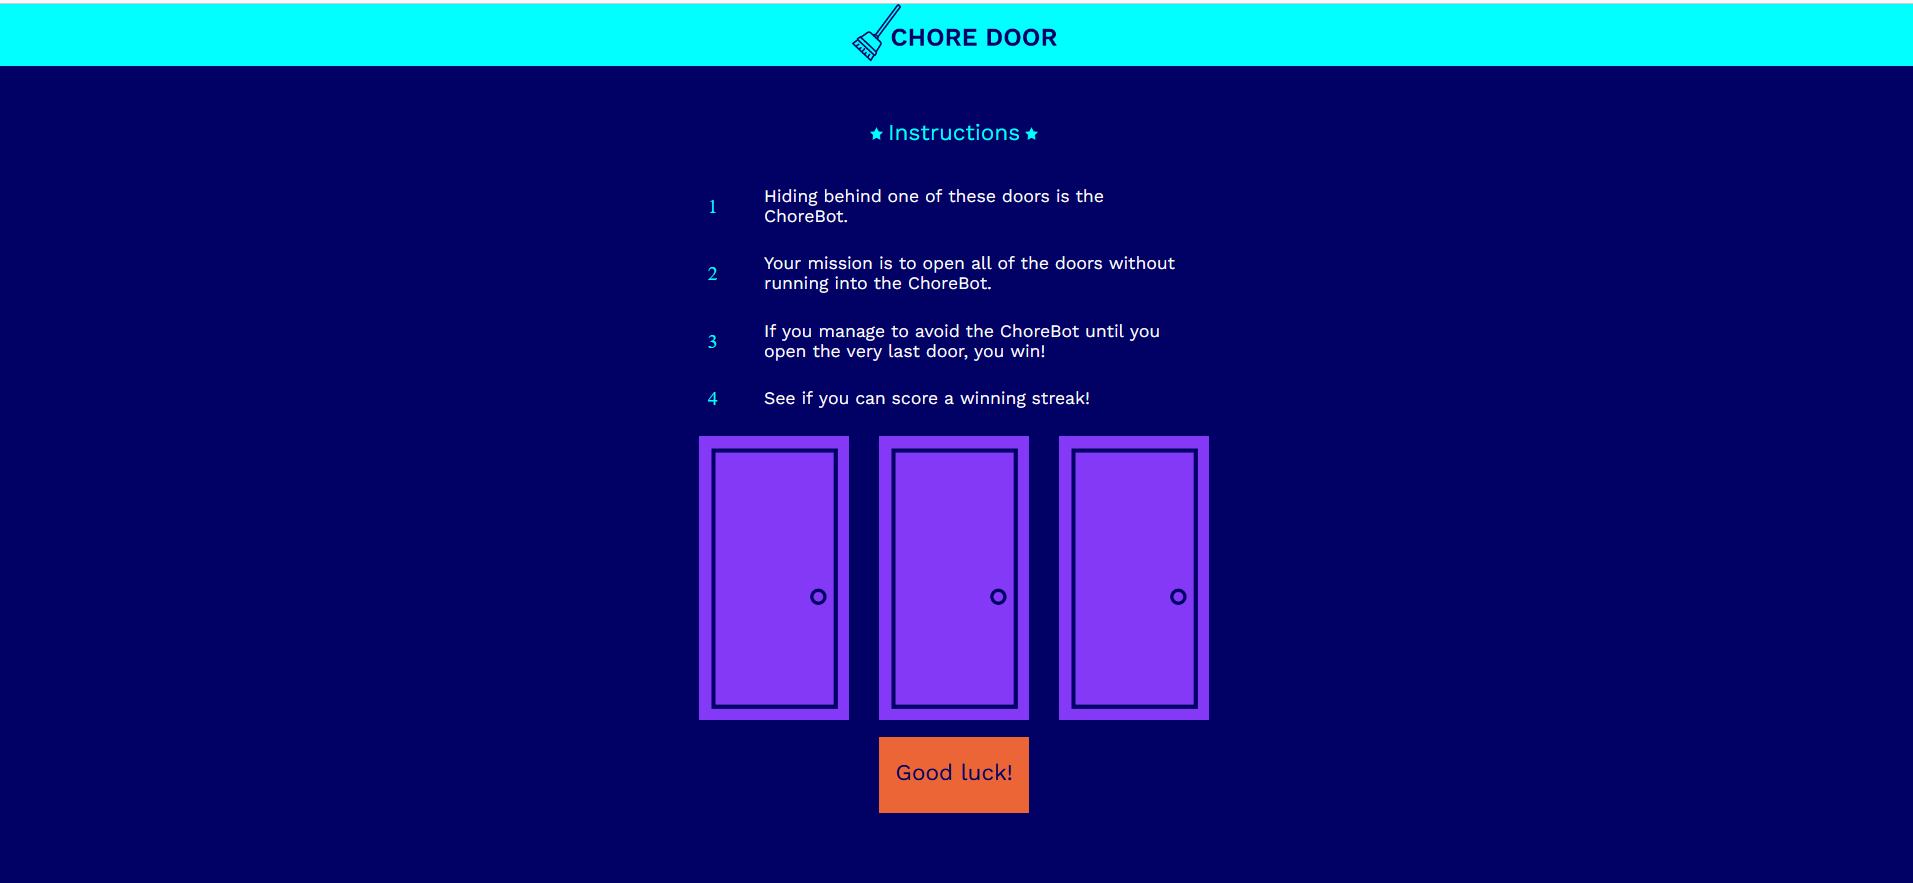 CHORE DOOR
Instructions
1
Hiding behind one of these doors is the
ChoreBot.
2
Your mission is to open all of the doors without
running into the ChoreBot.
3
If you manage to avoid the ChoreBot until you
open the very last door, you win!
4
See if you can score a winning streak!
Good luck!